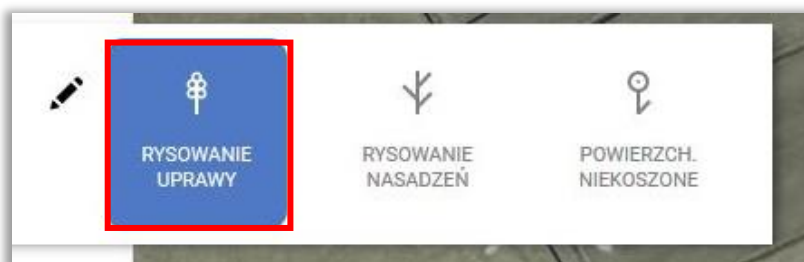 RYSOWANIE
UPRAWY
RYSOWANIE
NASADZEŃ
POWIERZCH.
NIEKOSZONE